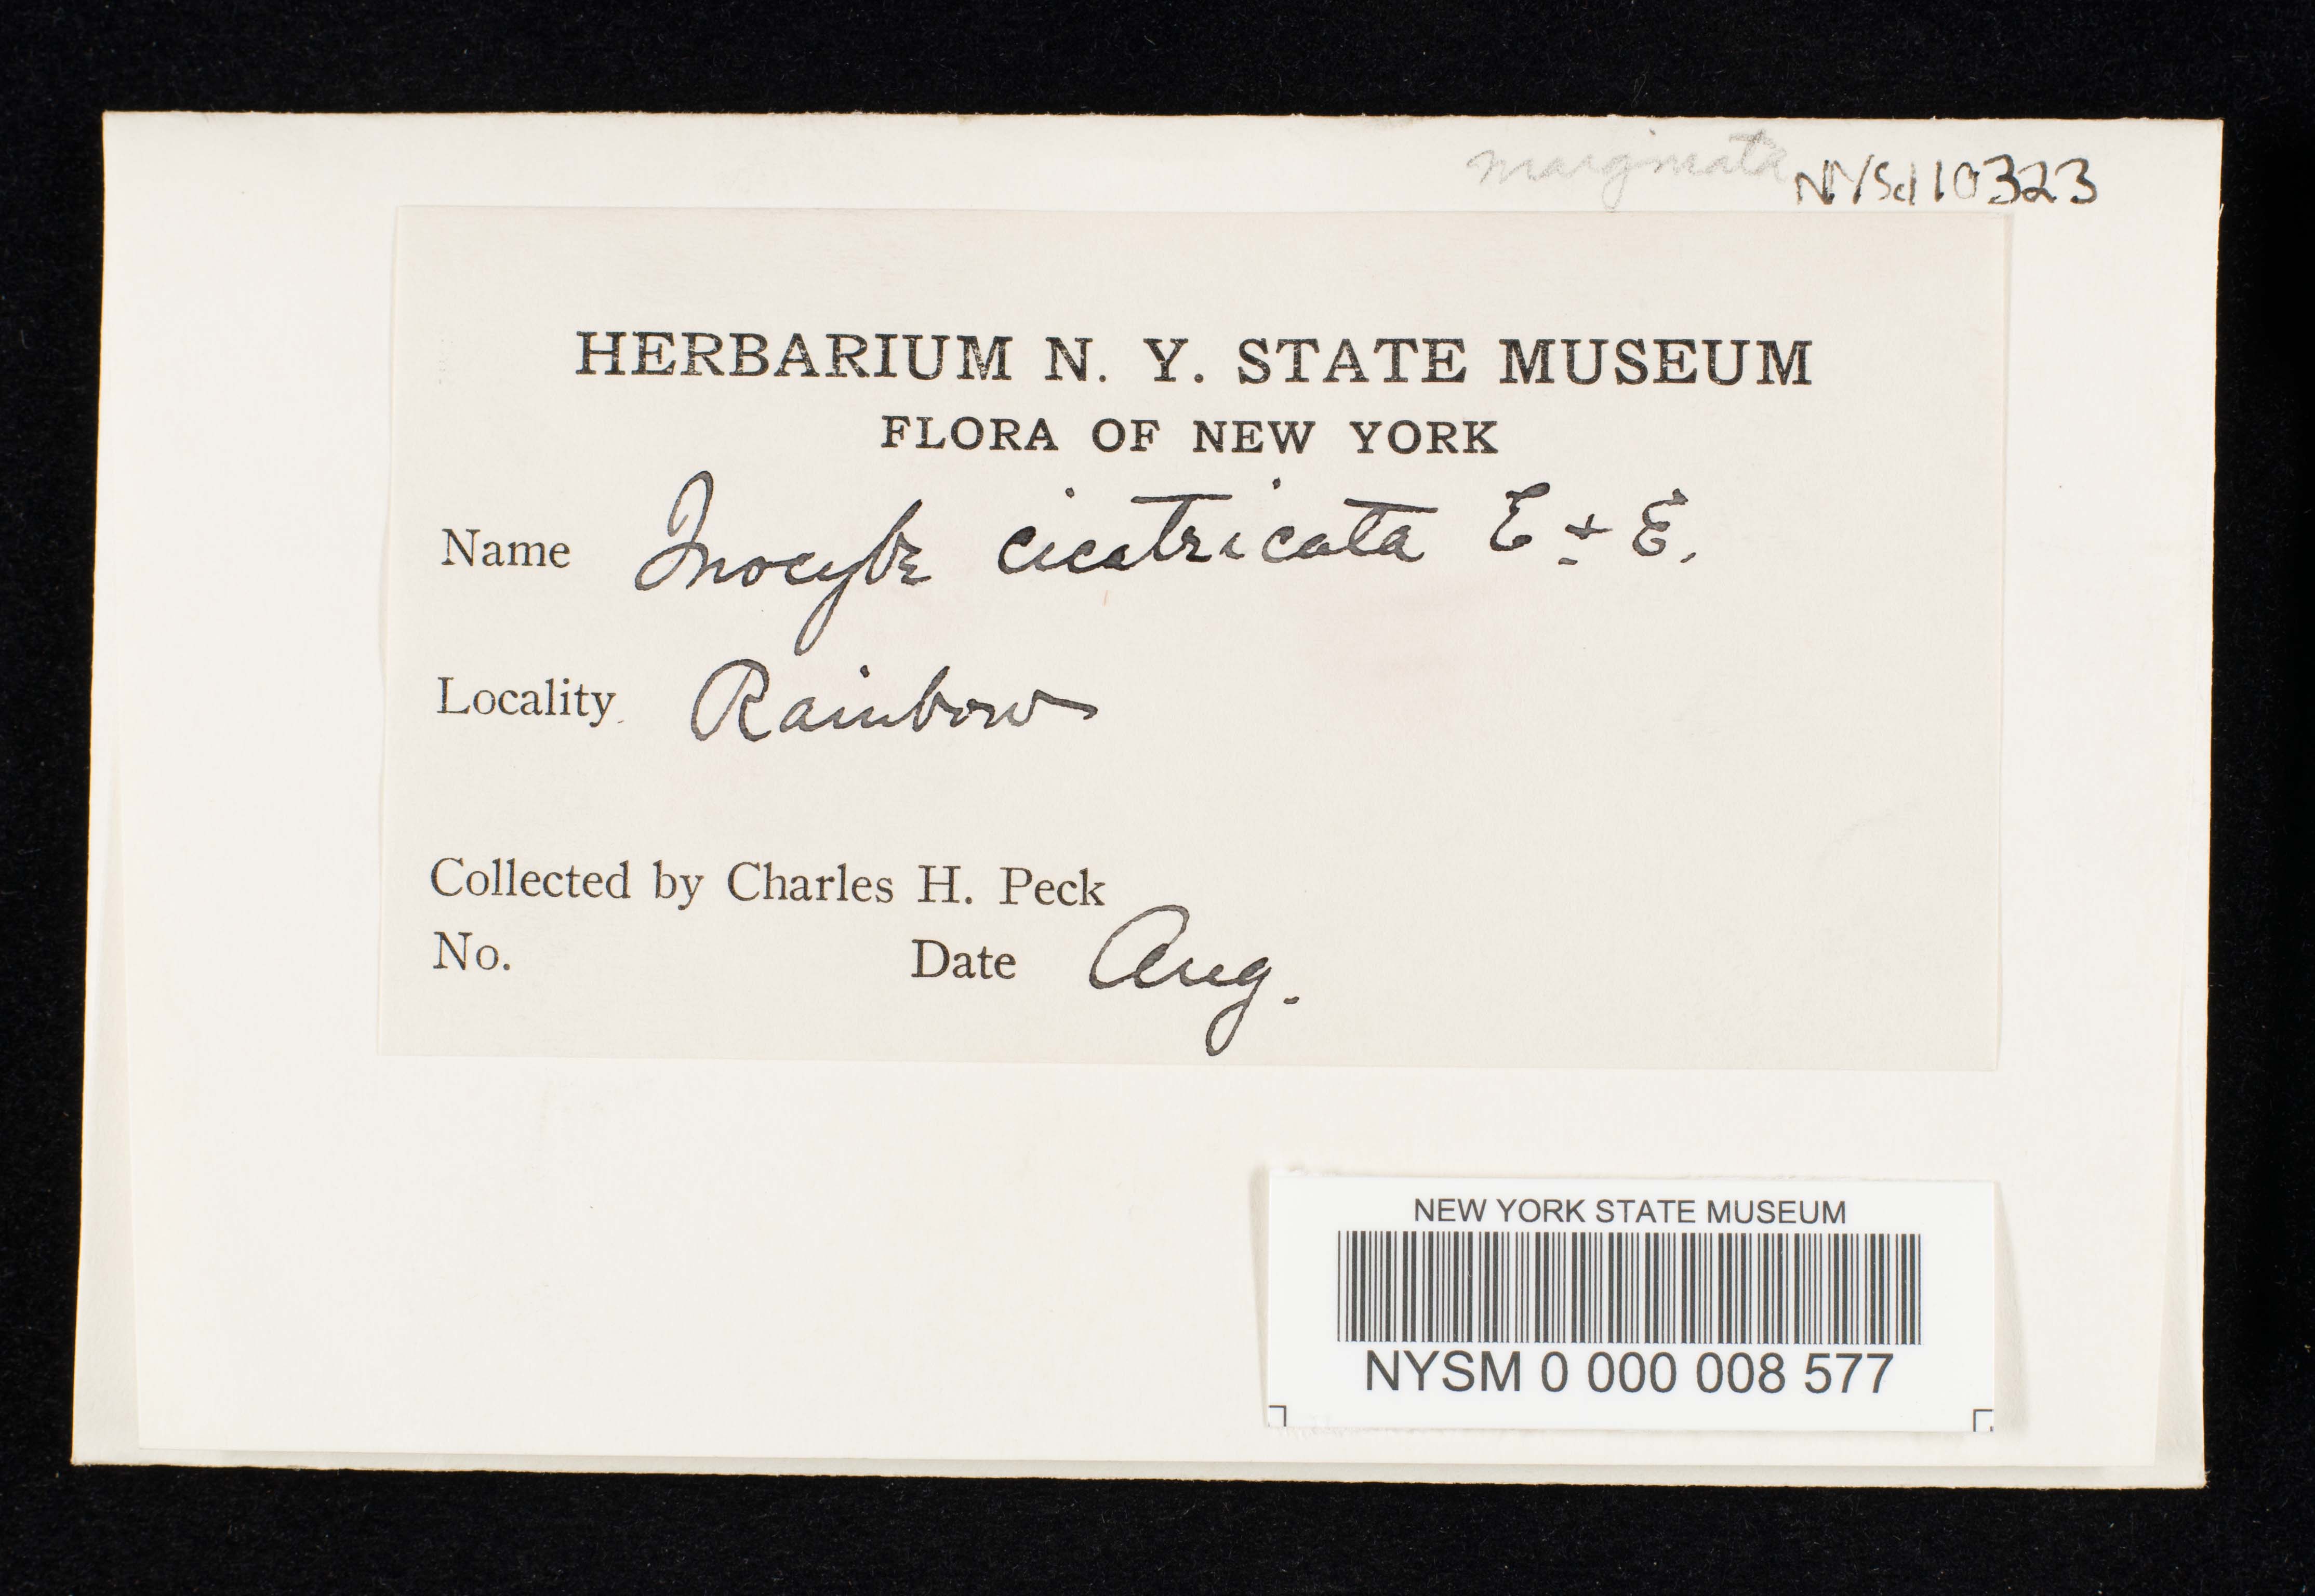 marginata NYSd10323
HERBARIUM N. Y. STATE MUSEUM
FLORA OF NEW YORK
Name Inocybe cicatricata E & E.
Locality Rainbow
Collected by Charles H. Peck
No. Date Aug.
NEW YORK STATE MUSEUM
NYSM 0 000 008 577